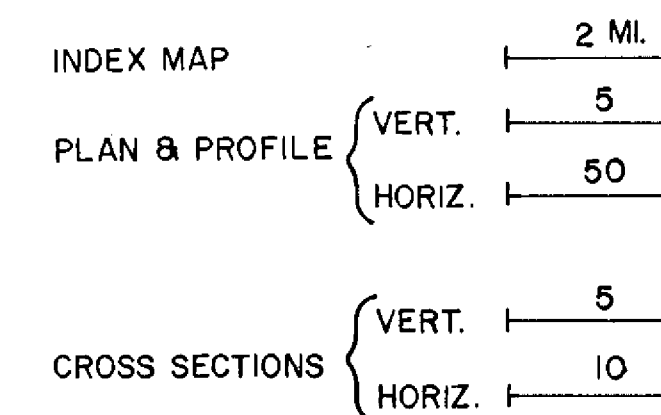 INDEX MAP 2 MI.
PLAN & PROFILE VERT. 5
HORIZ. 50
CROSS SECTIONS VERT. 5
HORIZ. 10